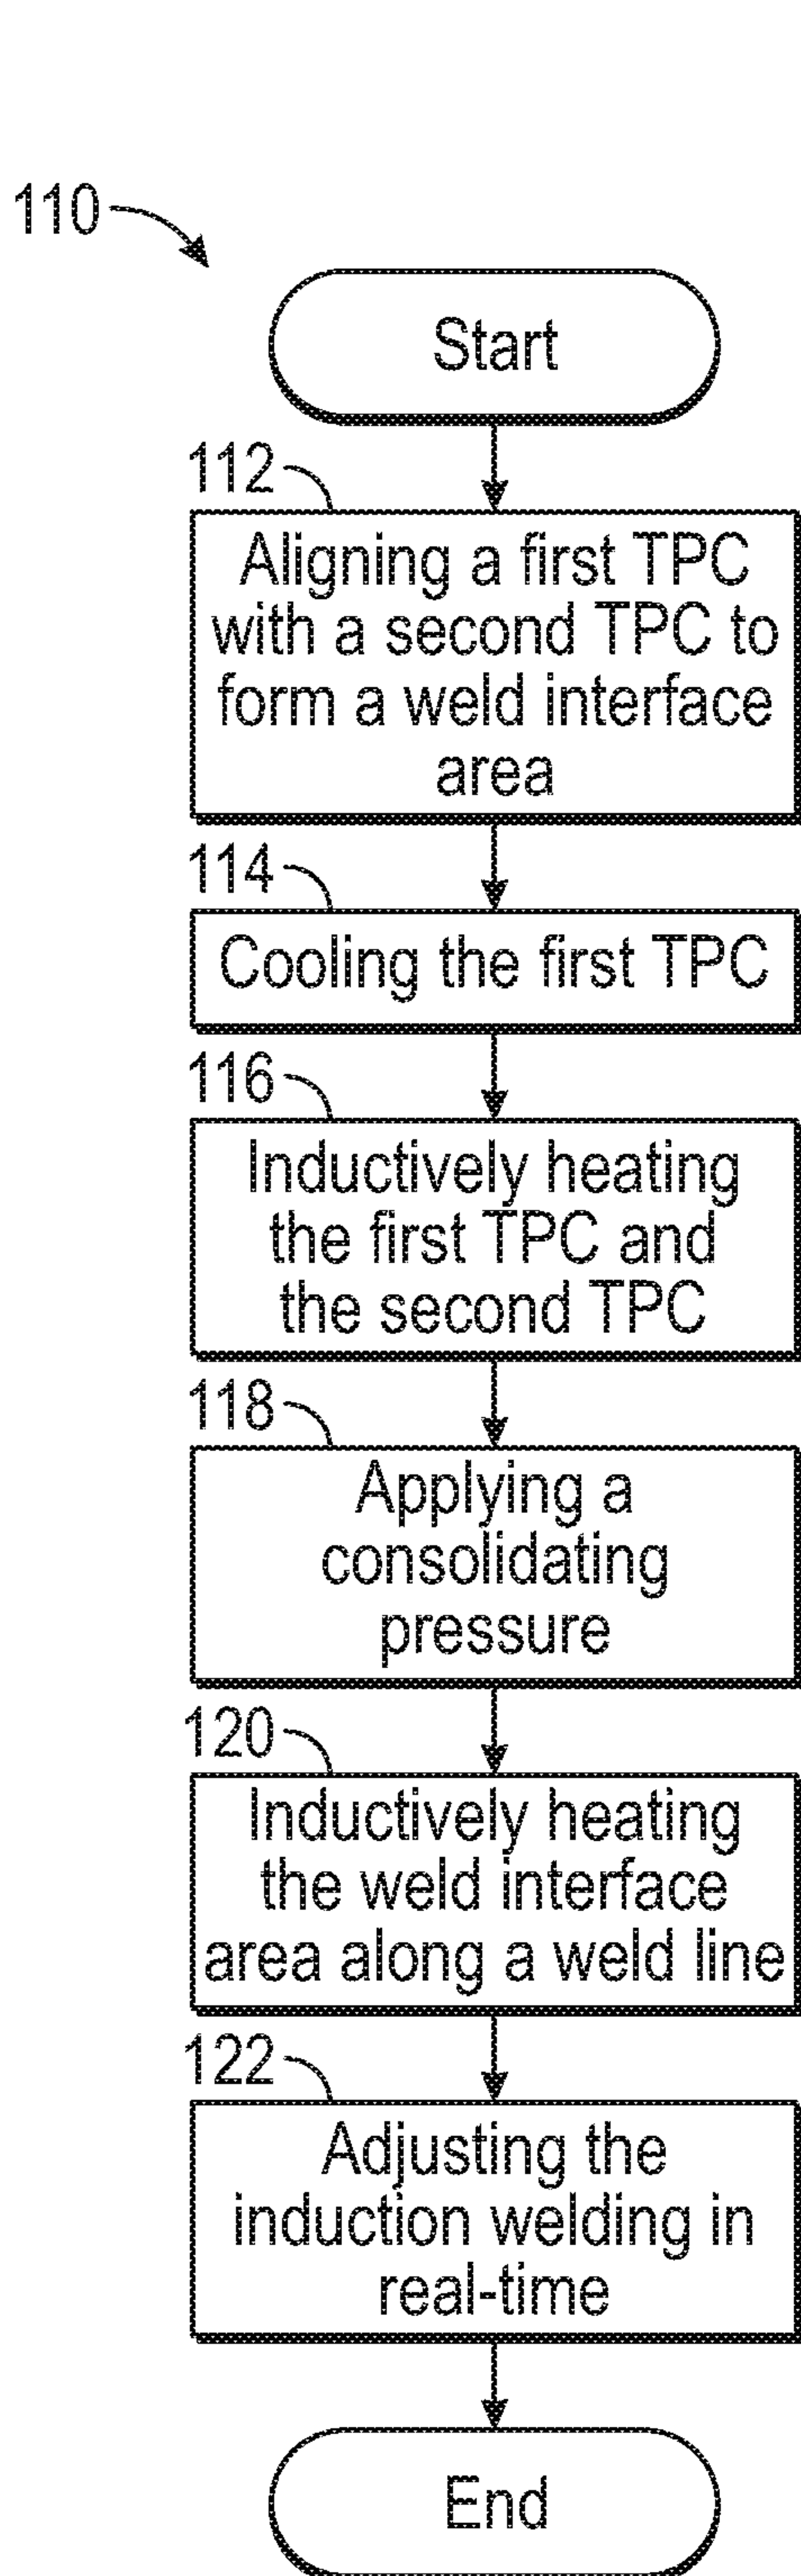 110
Start
112
Aligning a first TPC
with a second TPC to
form a weld interface
area
114
Cooling the first TPC
116
Inductively heating
the first TPC and
the second TPC
118
Applying a
consolidating
pressure
120
Inductively heating
the weld interface
area along a weld line
122
Adjusting the
induction welding in
real-time
End